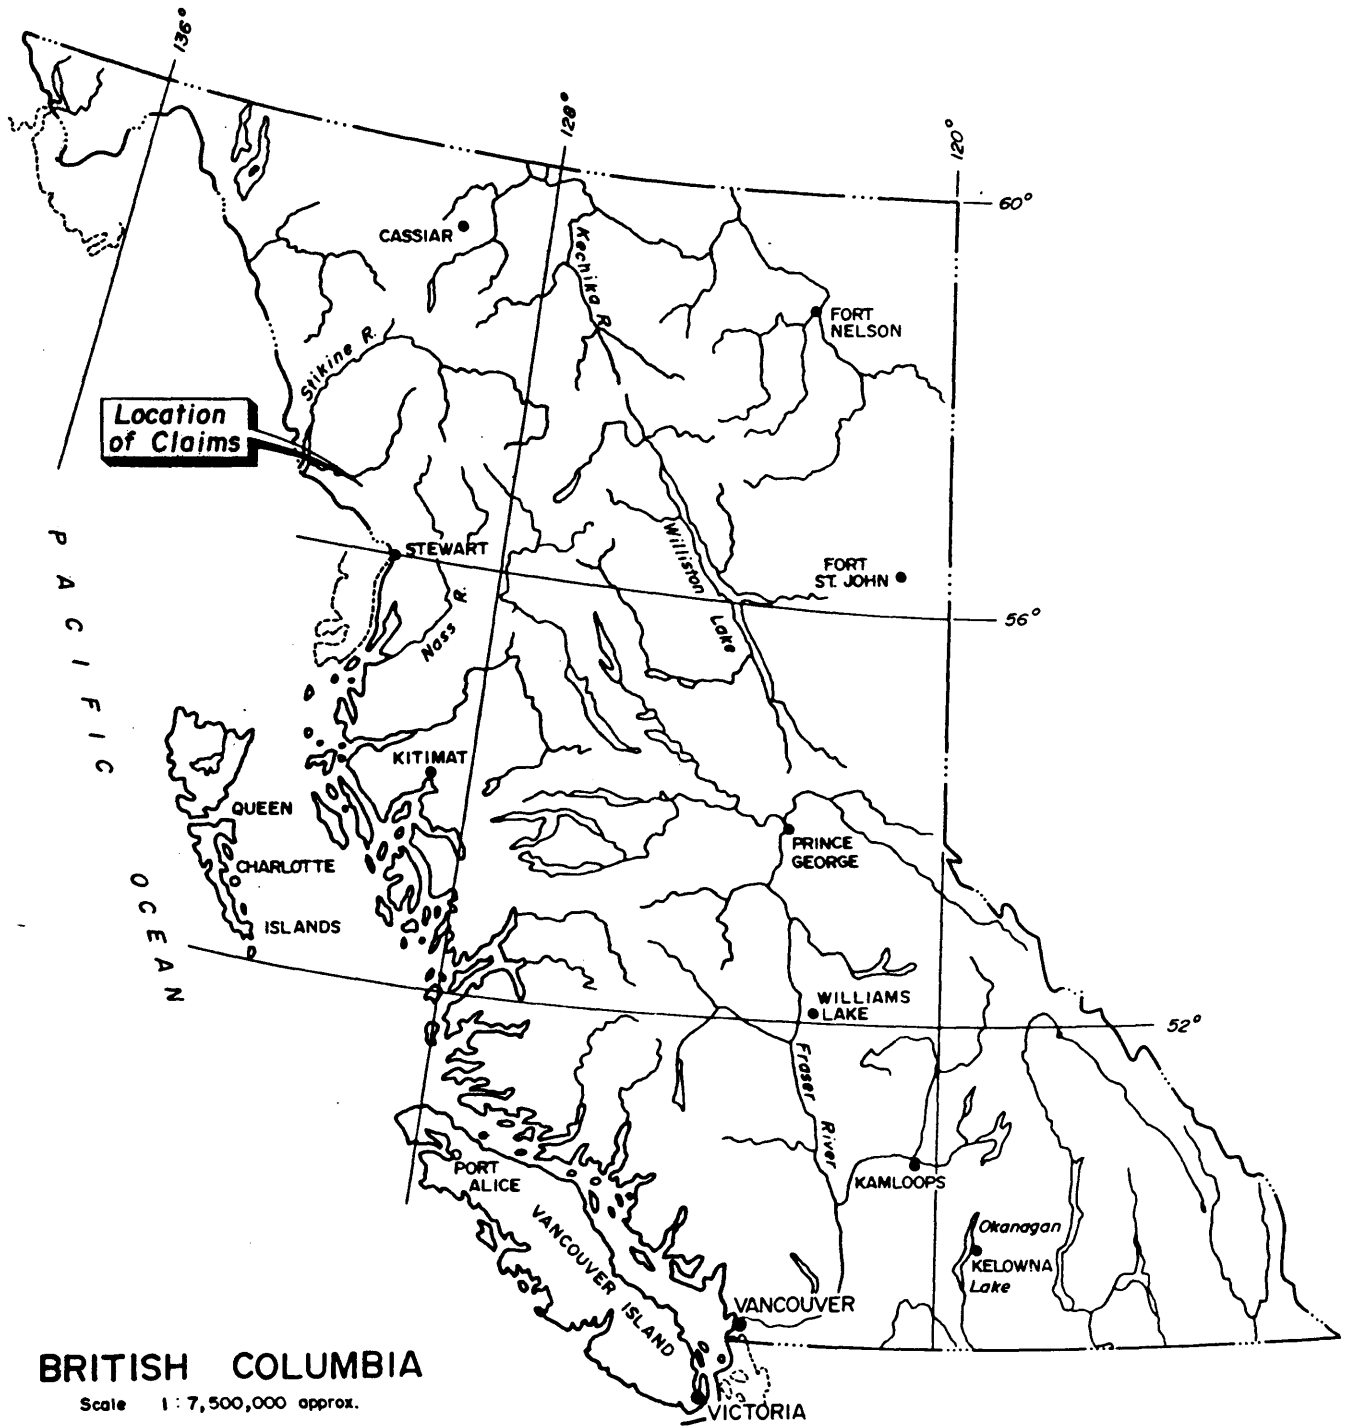 136°
128°
120°
60°
CASSIAR
Kechika R.
FORT
NELSON
Stikine R.
Location
of Claims
PACIFIC
OCEAN
STEWART
Williston
Lake
FORT
ST. JOHN
56°
Nass R.
KITIMAT
QUEEN
CHARLOTTE
ISLANDS
PRINCE
GEORGE
WILLIAMS
LAKE
52°
Fraser
River
PORT
ALICE
KAMLOOPS
VANCOUVER ISLAND
Okanagan
KELOWNA
Lake
VANCOUVER
BRITISH COLUMBIA
Scale 1:7,500,000 approx.
VICTORIA